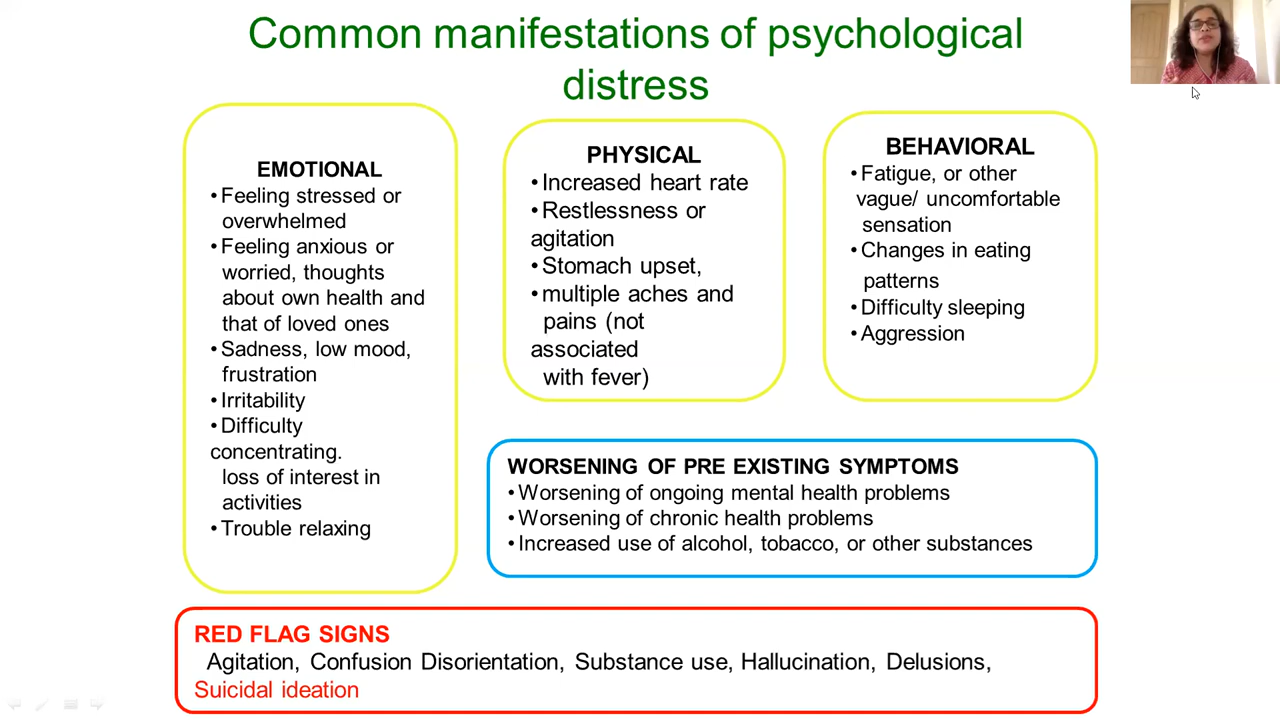 Common manifestations of psychological
distress
EMOTIONAL
•Feeling stressed or
overwhelmed
•Feeling anxious or
worried, thoughts
about own health and
that of loved ones
•Sadness, low mood,
frustration
•Irritability
•Difficulty
concentrating.
loss of interest in
activities
•Trouble relaxing
PHYSICAL
•Increased heart rate
•Restlessness or
agitation
•Stomach upset,
•multiple aches and
pains (not
associated
with fever)
BEHAVIORAL
•Fatigue, or other
vague/ uncomfortable
sensation
•Changes in eating
patterns
•Difficulty sleeping
•Aggression
WORSENING OF PRE EXISTING SYMPTOMS
•Worsening of ongoing mental health problems
•Worsening of chronic health problems
•Increased use of alcohol, tobacco, or other substances
RED FLAG SIGNS
Agitation, Confusion Disorientation, Substance use, Hallucination, Delusions,
Suicidal ideation